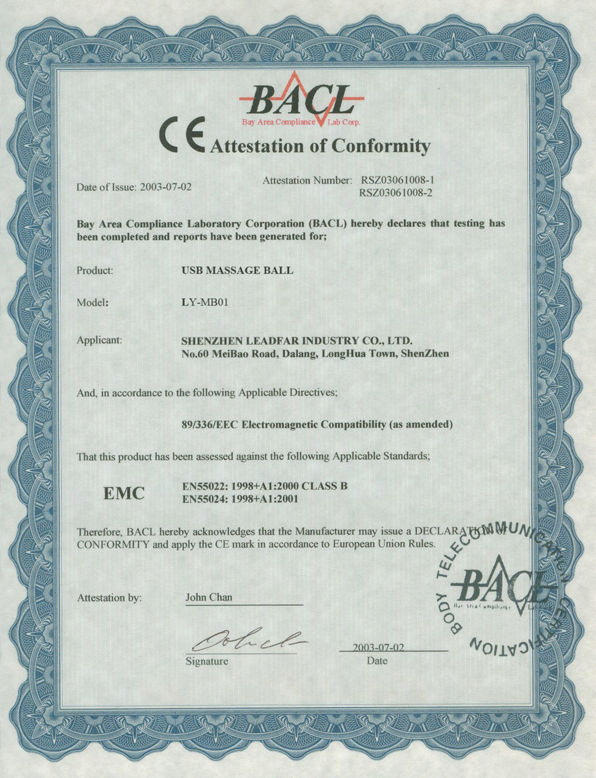 BACL
Bay Area Compliance Lab Corp.
CE Attestation of Conformity
Date of Issue: 2003-07-02
Attestation Number: RSZ03061008-1
RSZ03061008-2
Bay Area Compliance Laboratory Corporation (BACL) hereby declares that testing has
been completed and reports have been generated for;
Product: USB MASSAGE BALL
Model: LY-MB01
Applicant: SHENZHEN LEADFAR INDUSTRY CO., LTD.
No.60 MeiBao Road, Dalang, LongHua Town, ShenZhen
And, in accordance to the following Applicable Directives;
89/336/EEC Electromagnetic Compatibility (as amended)
That this product has been assessed against the following Applicable Standards;
EMC
EN55022: 1998+A1:2000 CLASS B
EN55024: 1998+A1:2001
Therefore, BACL hereby acknowledges that the Manufacturer may issue a DECLARATION OF
CONFORMITY and apply the CE mark in accordance to European Union Rules.
TELECOMMUNICATION CERTIFICATION BODY
BACL
Attestation by: John Chan
2003-07-02
Signature
Date